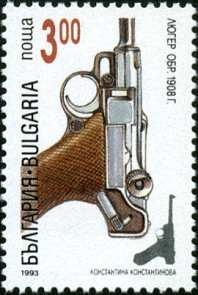 поща
3.00
БЪЛГАРИЯ·BULGARIA
ЛЮГЕР ОБР. 1908 Г.
1993
КОНСТАНТИНА КОНСТАНТИНОВА